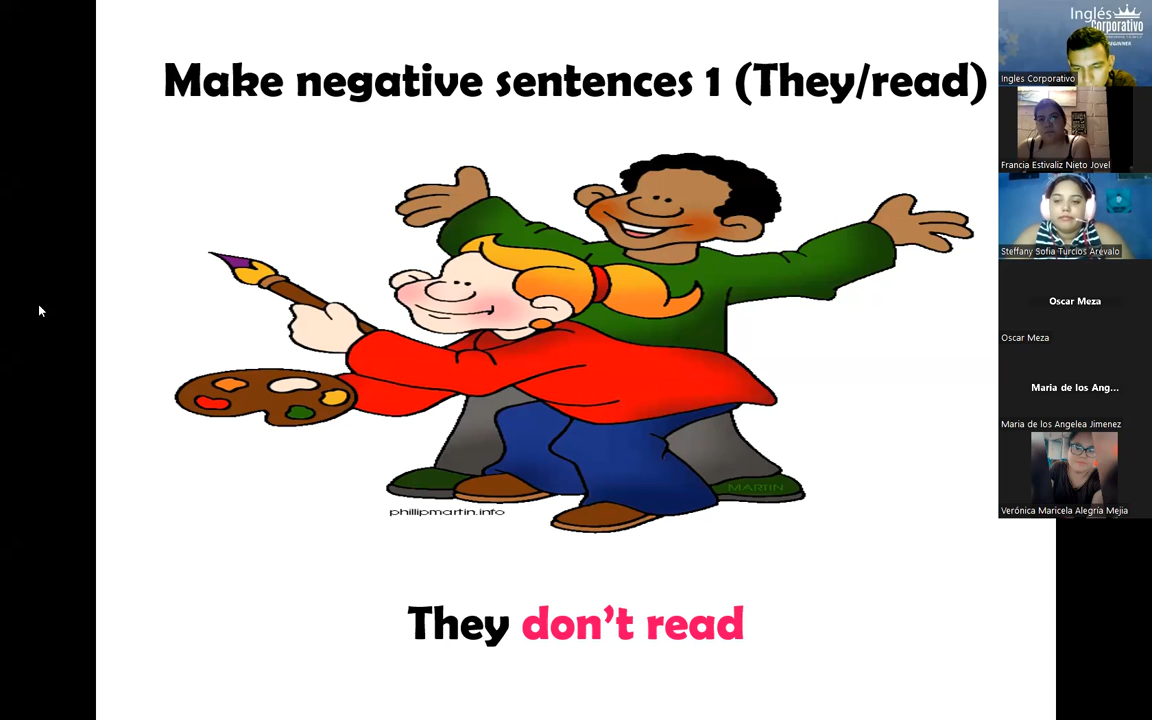 Make negative sentences 1 (They/read)
MARTIN
phillipmartin.info
They don't read
Inglés
Corporativo
BEGINNER
Ingles Corporativo
Francia Estivaliz Nieto Jovel
Steffany Sofia Turcios Arévalo
Oscar Meza
Oscar Meza
Maria de los Ang...
Maria de los Angelea Jimenez
Verónica Maricela Alegría Mejia